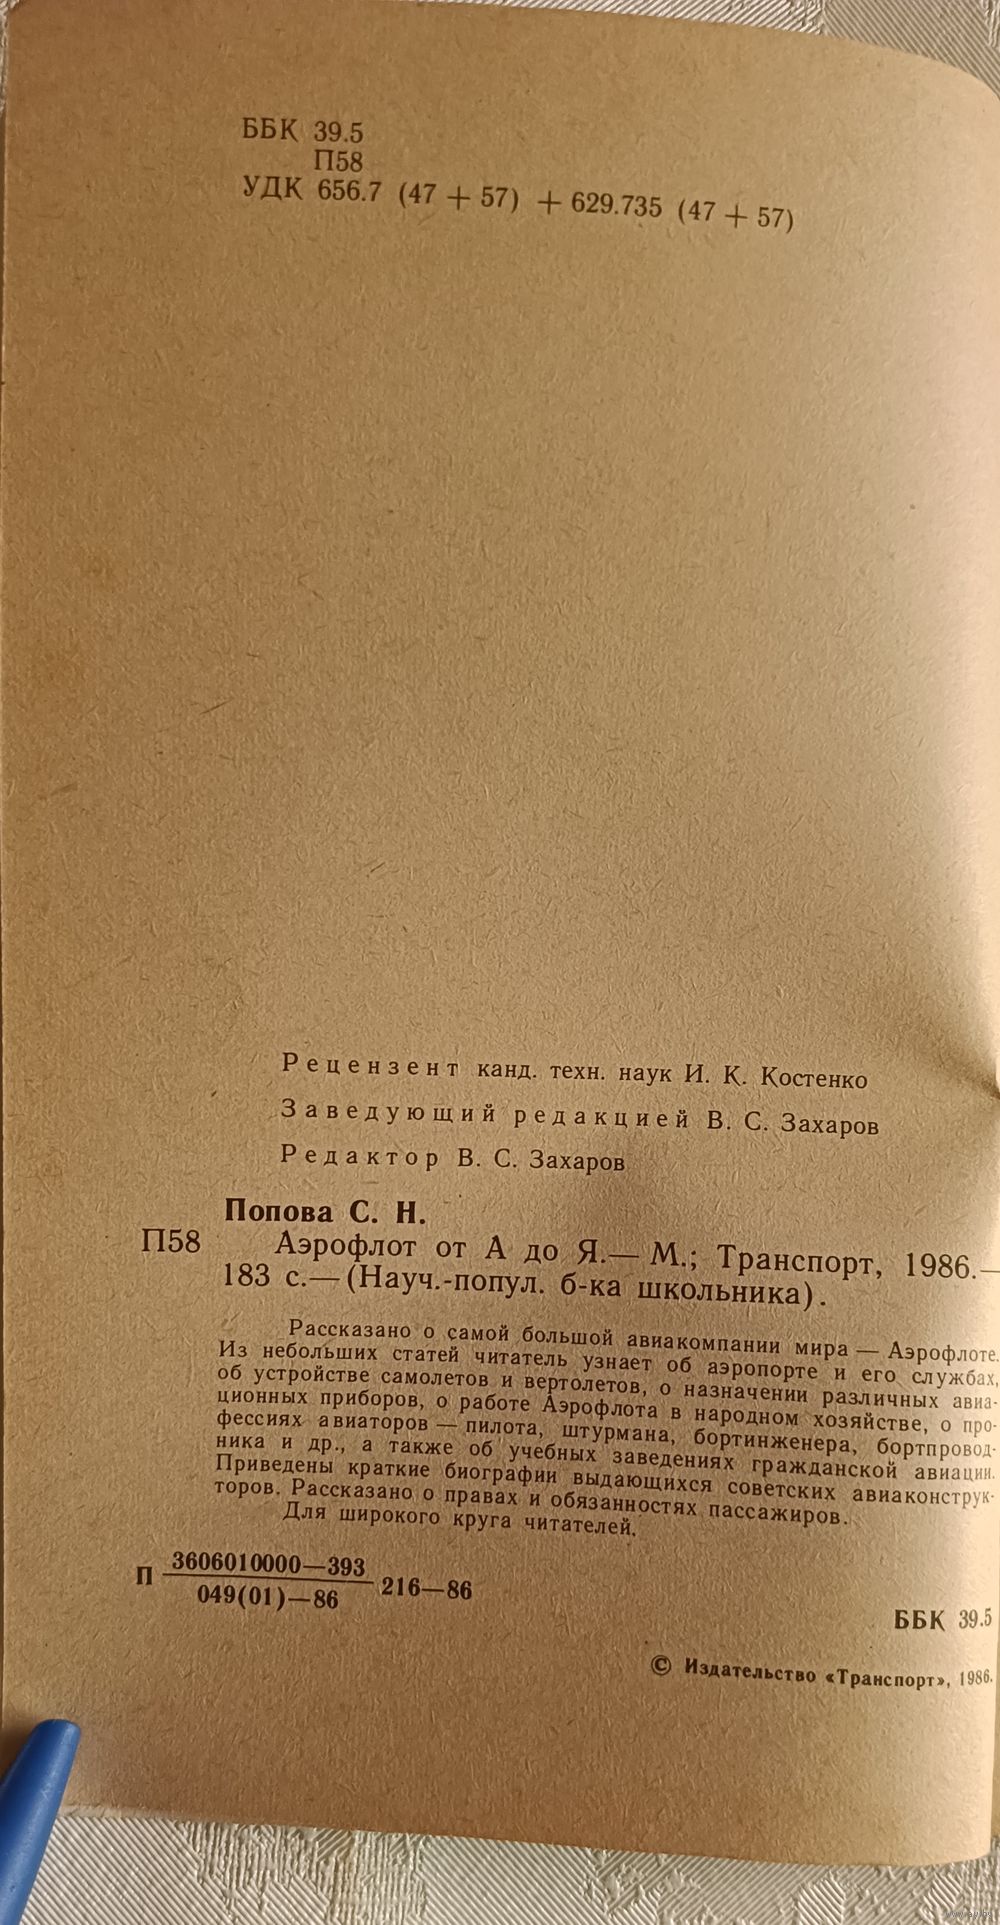 ББК 39.5
П58
УДК 656.7 (47 + 57) + 629.735 (47 + 57)
Рецензент канд. техн. наук И. К. Костенко
Заведующий редакцией В. С. Захаров
Редактор В. С. Захаров
Попова С. Н.
П58 Аэрофлот от А до Я.— М.; Транспорт, 1986.—
183 с.— (Науч.-попул. б-ка школьника).
Рассказано о самой большой авиакомпании мира — Аэрофлоте.
Из небольших статей читатель узнает об аэропорте и его службах,
об устройстве самолетов и вертолетов, о назначении различных авиа-
ционных приборов, о работе Аэрофлота в народном хозяйстве, о про-
фессиях авиаторов — пилота, штурмана, бортинженера, бортпровод-
ника и др., а также об учебных заведениях гражданской авиации.
Приведены краткие биографии выдающихся советских авиаконструк-
торов. Рассказано о правах и обязанностях пассажиров.
Для широкого круга читателей.
П 3606010000—393
049(01)—86 216—86
ББК 39.5
© Издательство «Транспорт», 1986.